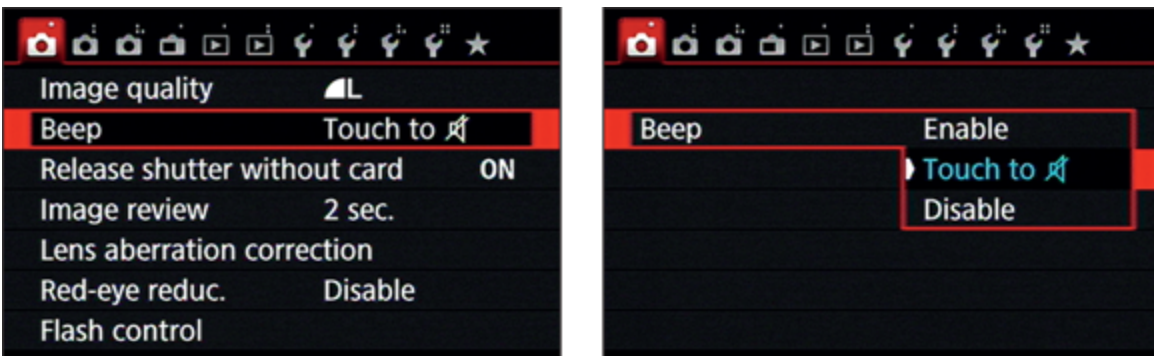 Image quality L
Beep Touch to
Release shutter without card ON
Image review 2 sec.
Lens aberration correction
Red-eye reduc. Disable
Flash control
Beep Enable
Touch to
Disable